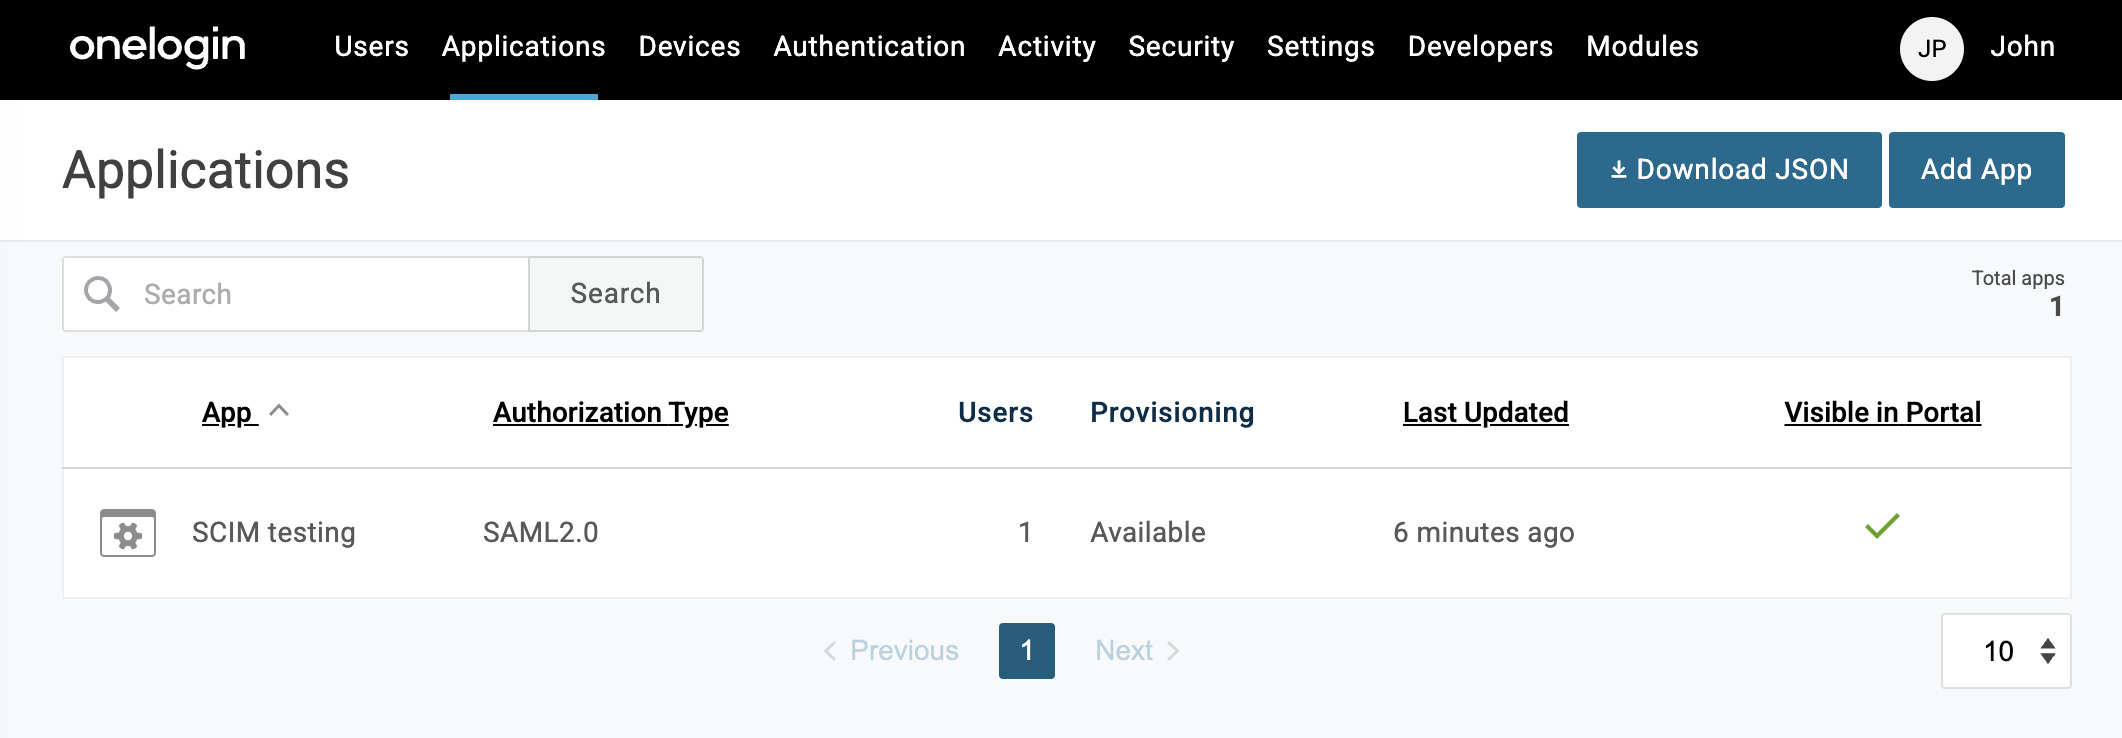 onelogin Users Applications Devices Authentication Activity Security Settings Developers Modules JP John
Applications Download JSON Add App
Search Search Total apps
1
App Authorization Type Users Provisioning Last Updated Visible in Portal
SCIM testing SAML2.0 1 Available 6 minutes ago
Previous 1 Next 10